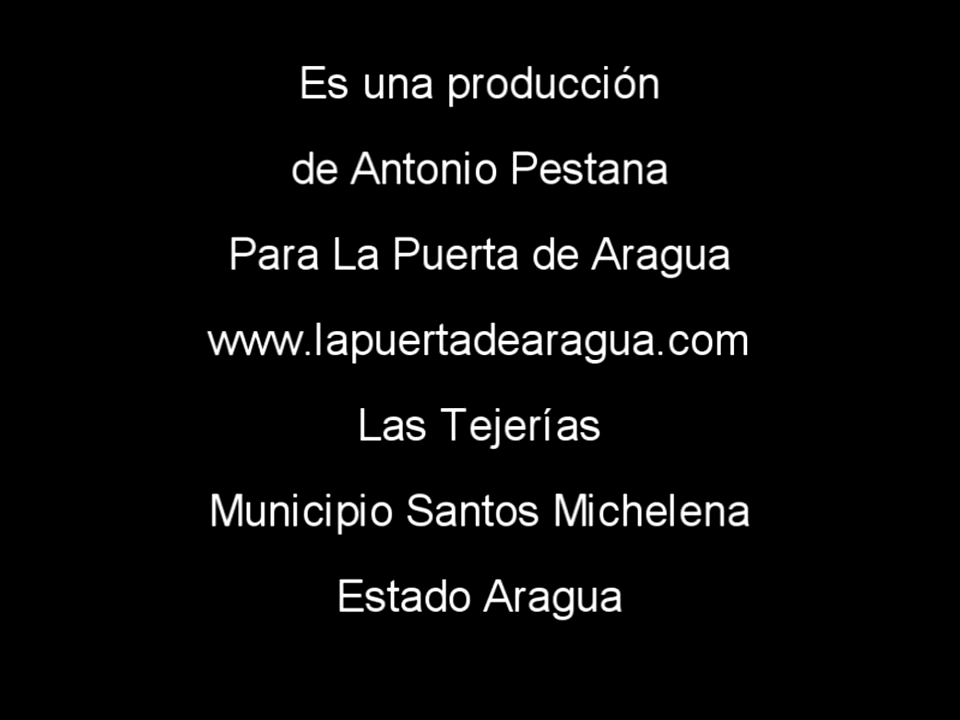 Es una producción
de Antonio Pestana
Para La Puerta de Aragua
www.lapuertadearagua.com
Las Tejerías
Municipio Santos Michelena
Estado Aragua